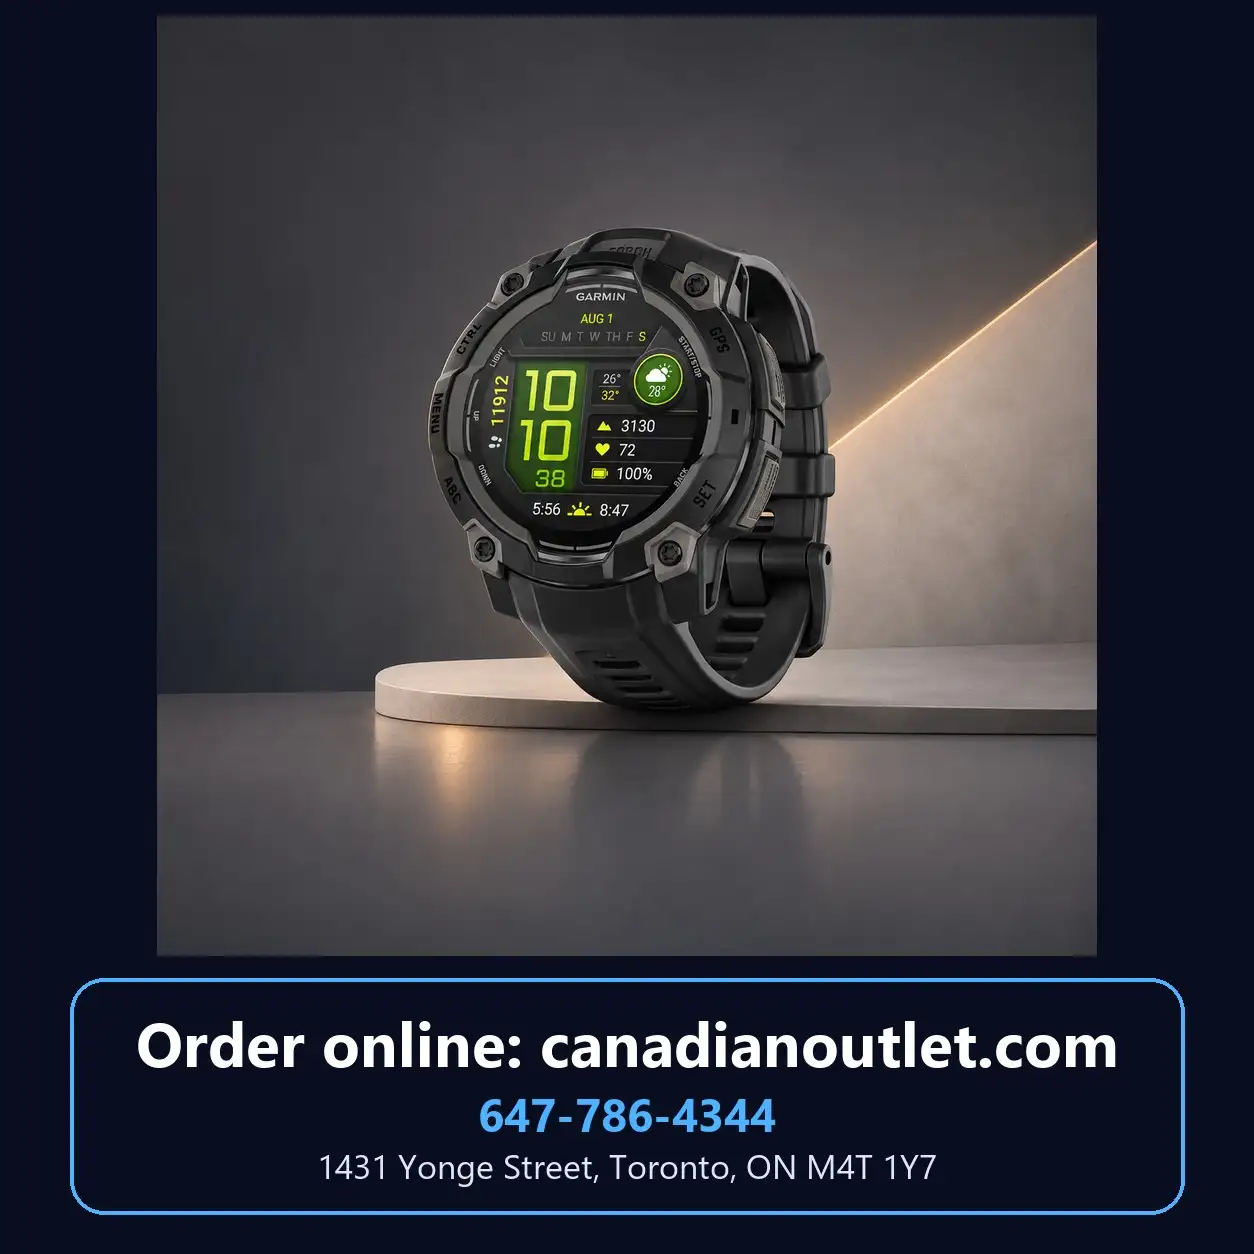 GARMIN
AUG 1
SU M T W TH F S
CTRL
LIGHT
GPS
START/STOP
MENU
UP
11912
10
10
38
26°
32°
28°
3130
72
100%
DOWN
ABC
BACK
SET
5:56 8:47
Order online: canadianoutlet.com
647-786-4344
1431 Yonge Street, Toronto, ON M4T 1Y7